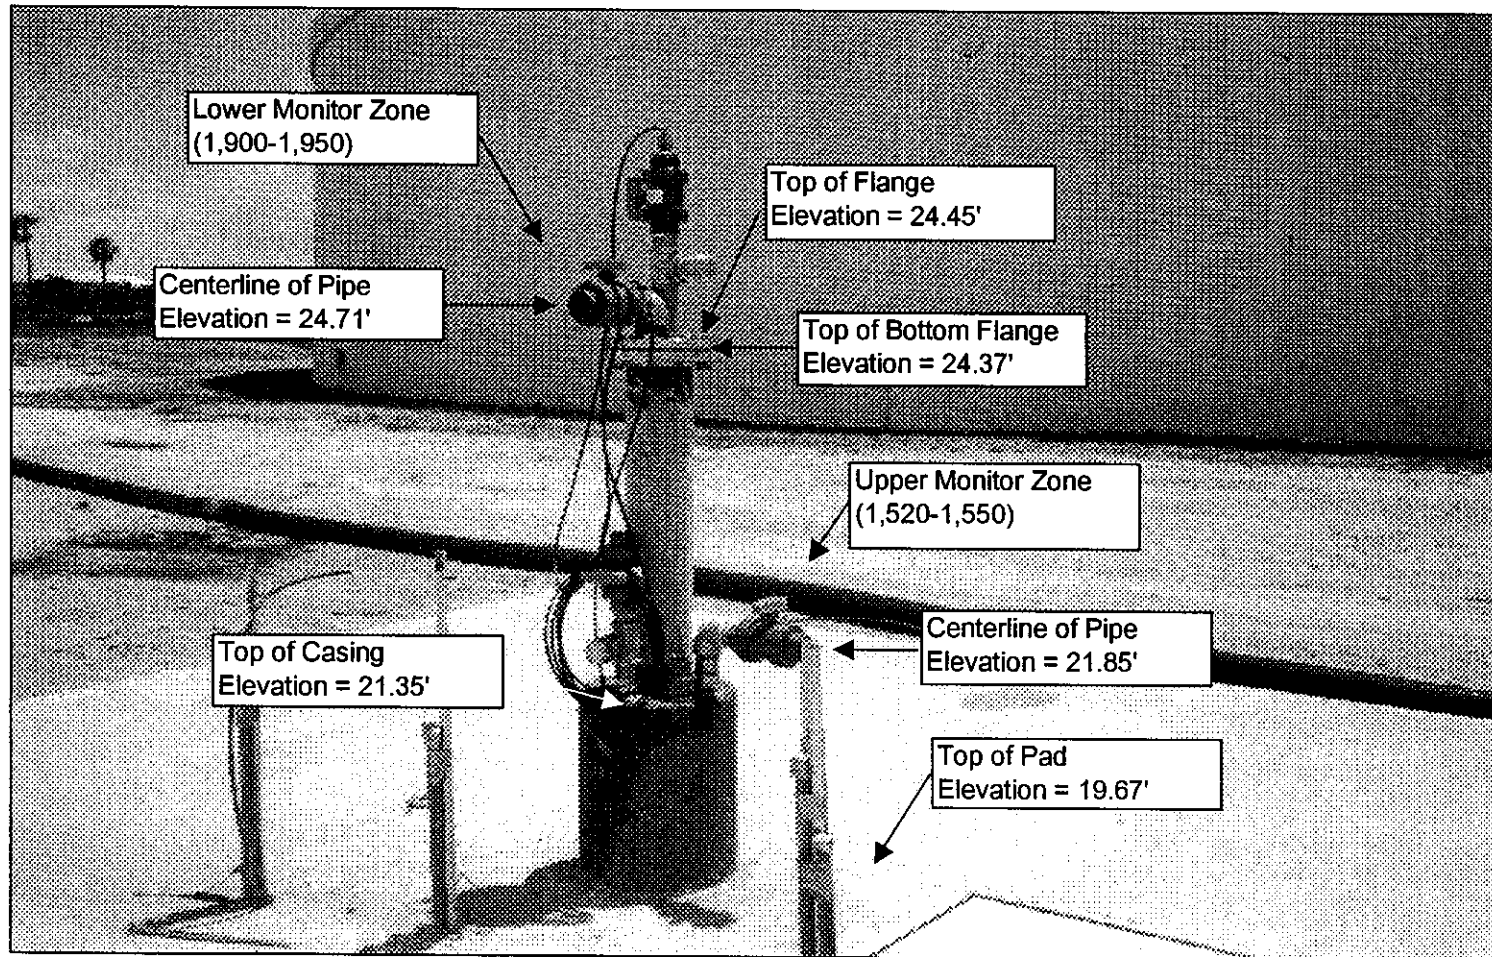 Lower Monitor Zone
(1,900-1,950)
Top of Flange
Elevation = 24.45'
Centerline of Pipe
Elevation = 24.71'
Top of Bottom Flange
Elevation = 24.37'
Upper Monitor Zone
(1,520-1,550)
Centerline of Pipe
Elevation = 21.85'
Top of Casing
Elevation = 21.35'
Top of Pad
Elevation = 19.67'